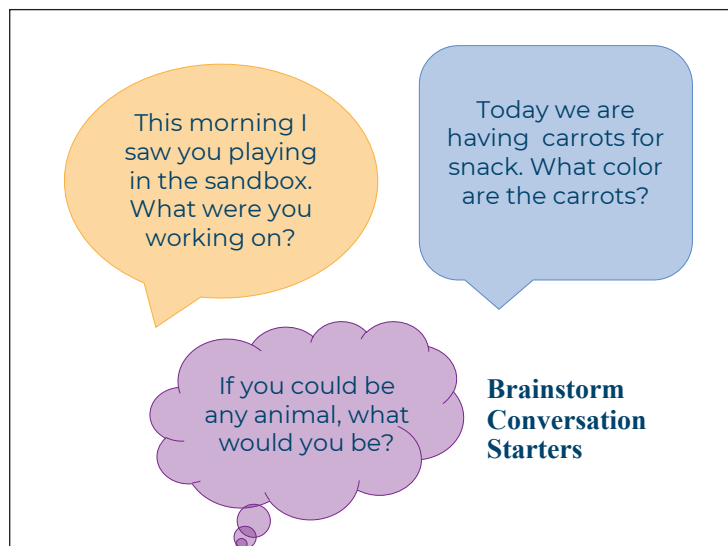 This morning I
saw you playing
in the sandbox.
What were you
working on?
Today we are
having  carrots for
snack. What color
are the carrots?
If you could be
any animal, what
would you be?
Brainstorm
Conversation
Starters